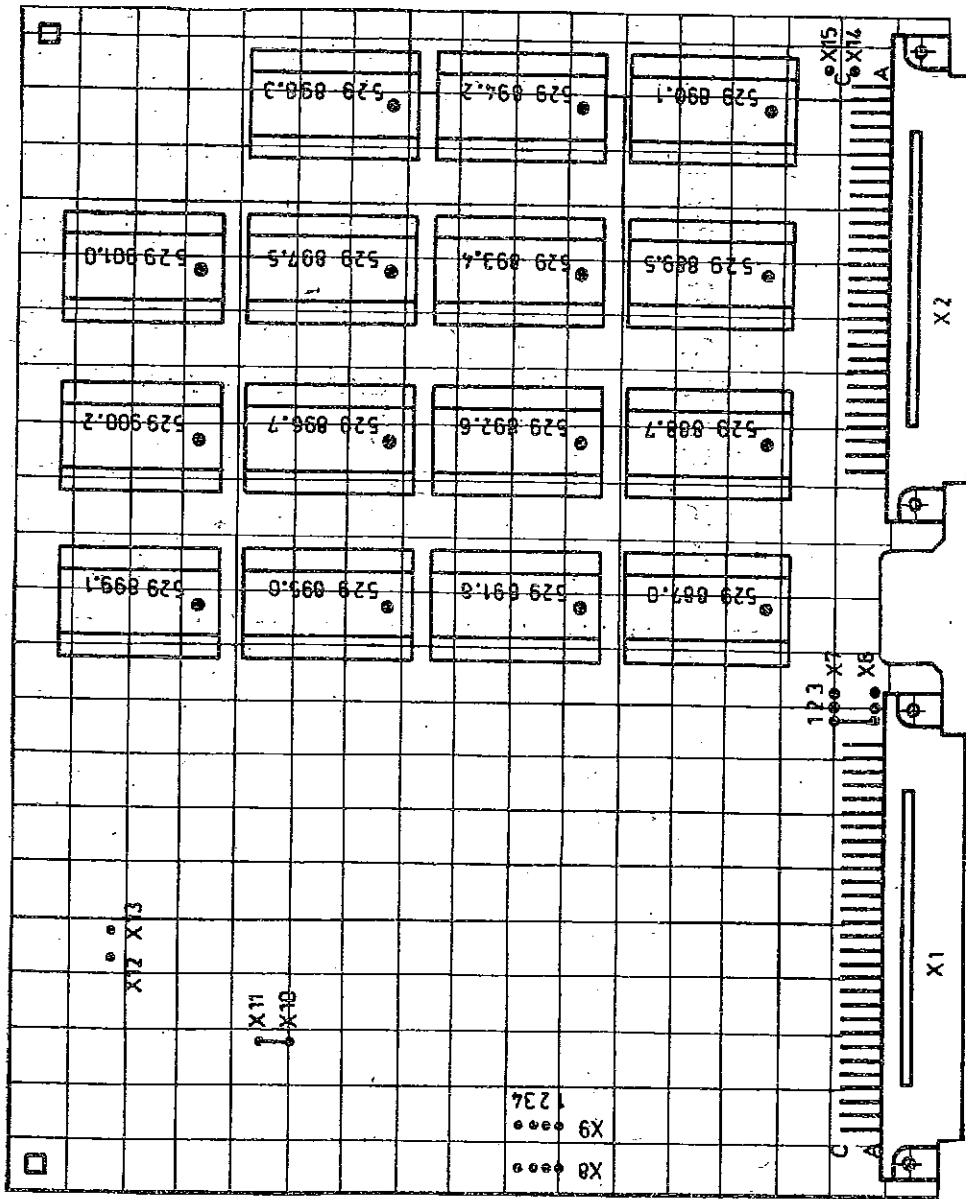 X15
C X14
A
529 898.3
529 894.2
529 890.1
529 901.0
529 897.5
529 893.4
529 889.5
X2
529 900.2
529 896.7
529 892.6
529 888.7
529 899.1
529 895.0
529 891.8
529 887.0
1 2 3 X7
X6
X12 X13
X11
X10
X1
1 2 3 4
X9
X8
C
A